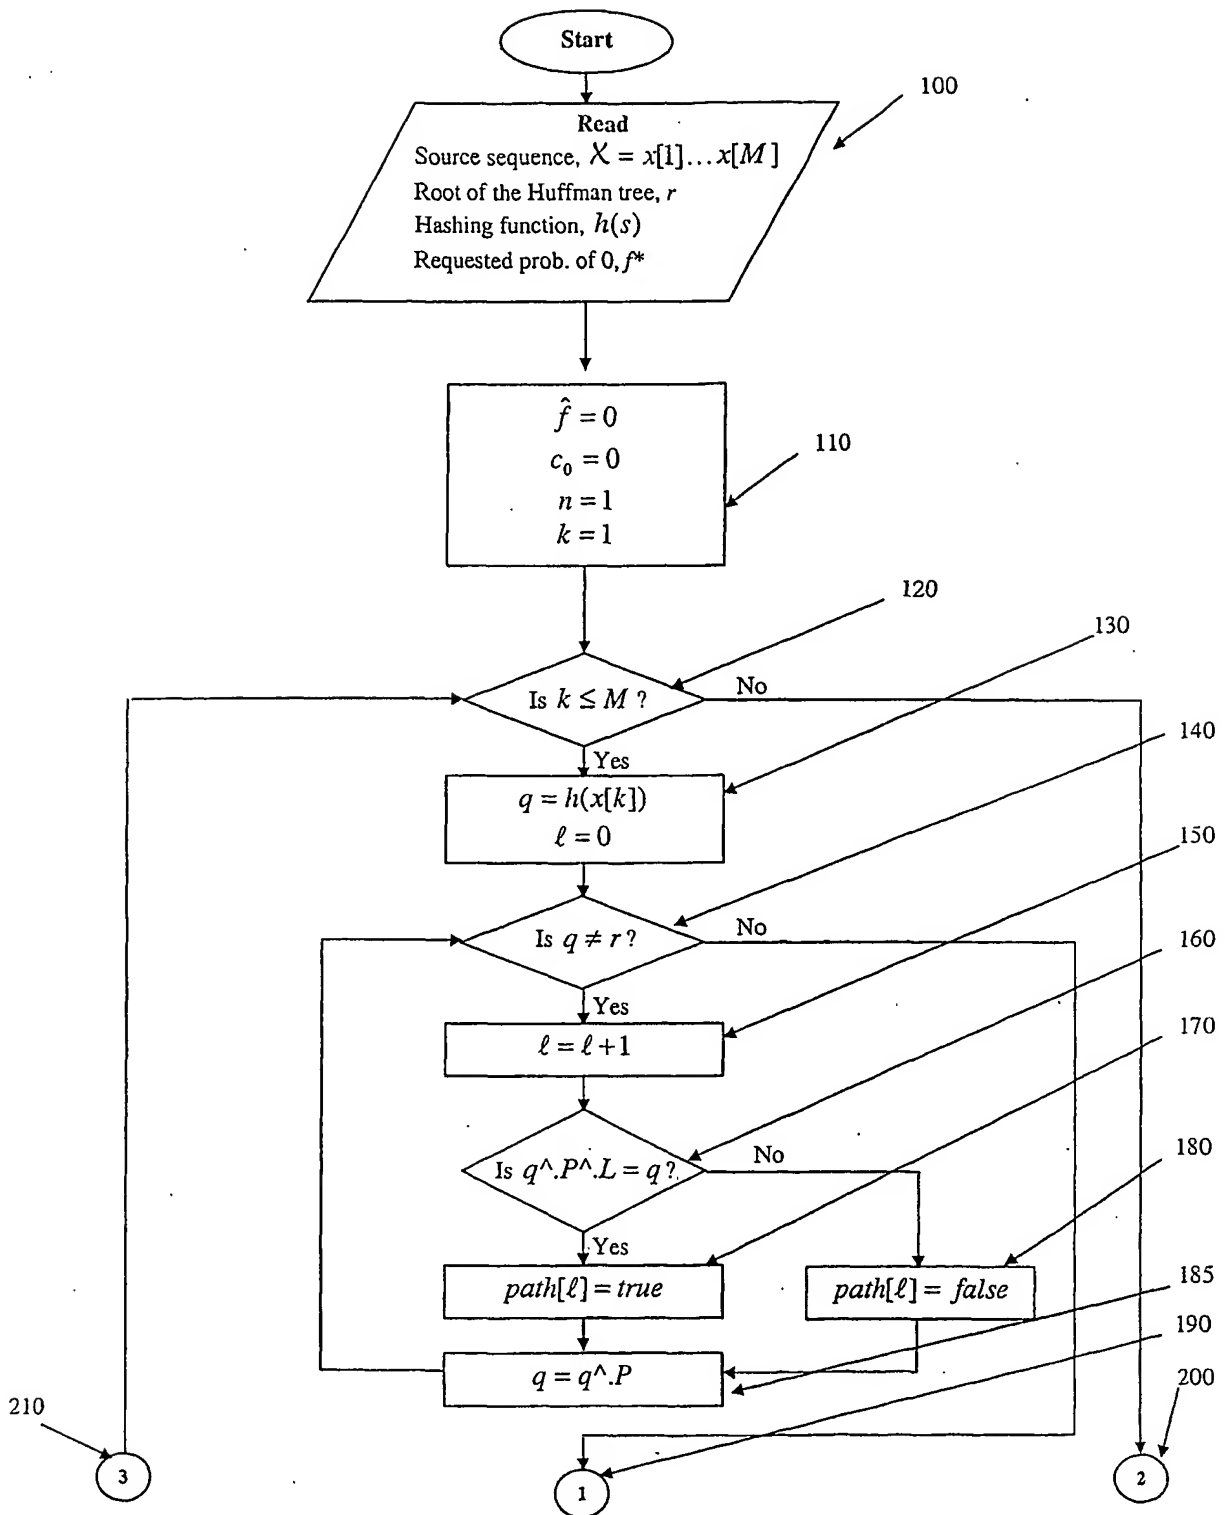 Start
100
Read
Source sequence, X = x[1]...x[M]
Root of the Huffman tree, r
Hashing function, h(s)
Requested prob. of 0, f*
f̂ = 0
c₀ = 0
n = 1
k = 1
110
120
130
Is k ≤ M ?
No
Yes
140
q = h(x[k])
ℓ = 0
150
Is q ≠ r ?
No
160
Yes
ℓ = ℓ + 1
170
Is q^.P^.L = q ?
No
180
Yes
path[ℓ] = true
path[ℓ] = false
185
190
q = q^.P
200
210
3
1
2